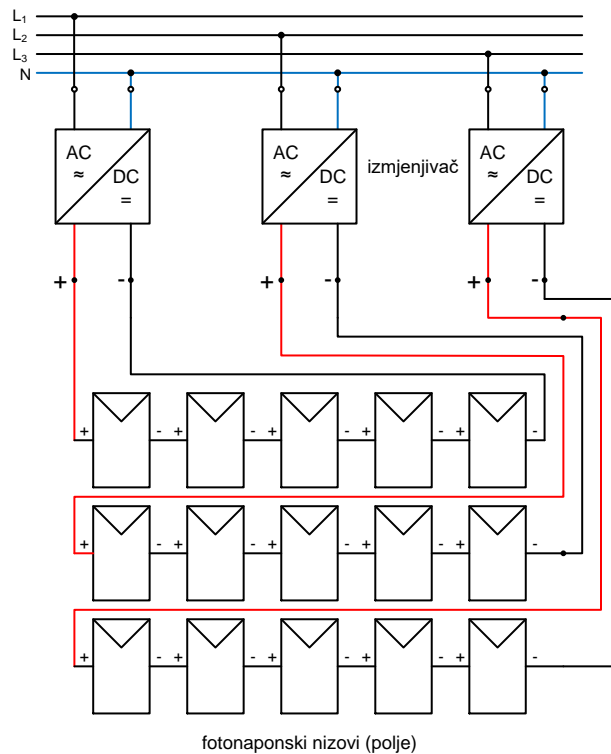 L₁
L₂
L₃
N
AC
≈
DC
=
AC
≈
DC
=
izmjenjivač
AC
≈
DC
=
+ - + - + -
+ - + - + - + - + -
+ - + - + - + - + -
+ - + - + - + - + -
fotonaponski nizovi (polje)